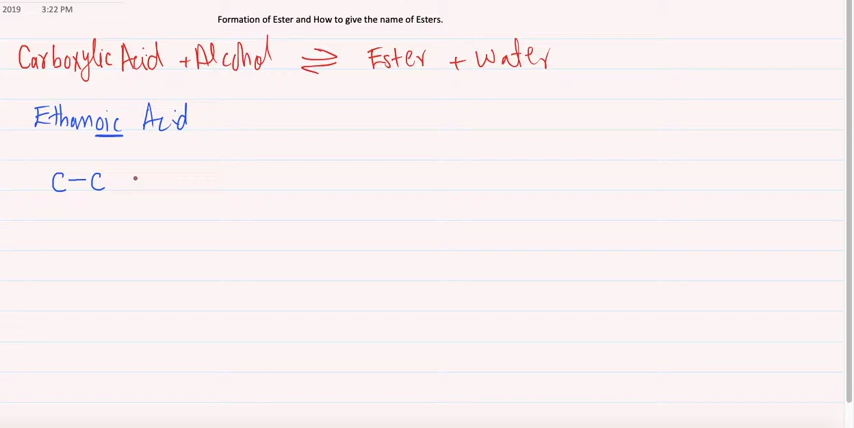 2019 3:22 PM
Formation of Ester and How to give the name of Esters.
Carboxylic Acid + Alcohol ⇌ Ester + Water
Ethanoic Acid
C–C